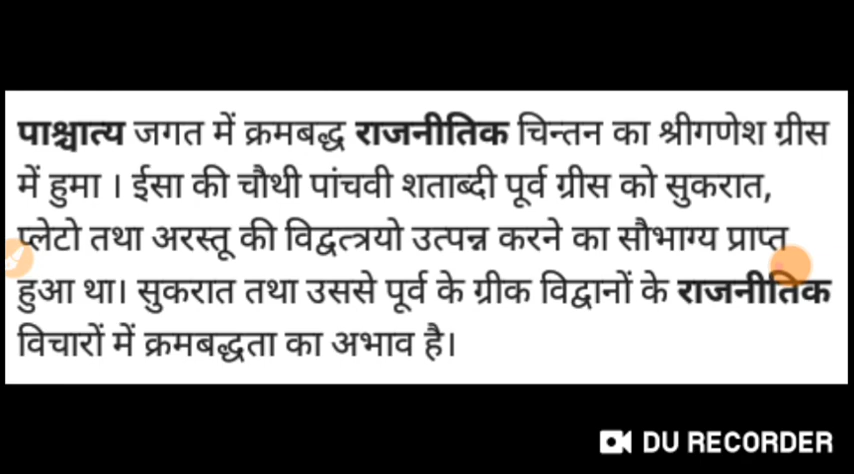 पाश्चात्य जगत में क्रमबद्ध राजनीतिक चिन्तन का श्रीगणेश ग्रीस
में हुमा । ईसा की चौथी पांचवी शताब्दी पूर्व ग्रीस को सुकरात,
प्लेटो तथा अरस्तू की विद्वत्त्रयो उत्पन्न करने का सौभाग्य प्राप्त
हुआ था। सुकरात तथा उससे पूर्व के ग्रीक विद्वानों के राजनीतिक
विचारों में क्रमबद्धता का अभाव है।
DU RECORDER